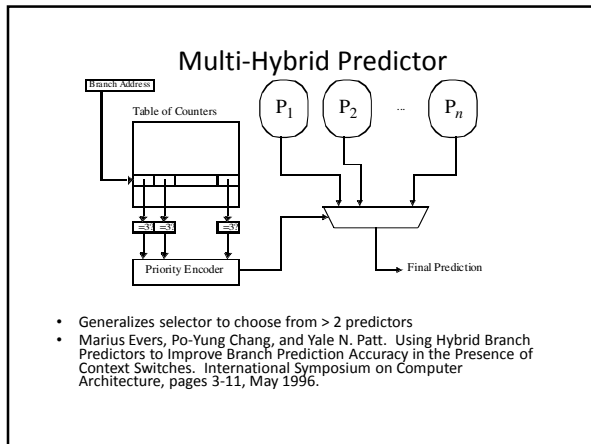 Multi-Hybrid Predictor
Branch Address
Table of Counters
P1
P2
...
Pn
=3?
=3?
=3?
Priority Encoder
Final Prediction
• Generalizes selector to choose from > 2 predictors
• Marius Evers, Po-Yung Chang, and Yale N. Patt. Using Hybrid Branch
Predictors to Improve Branch Prediction Accuracy in the Presence of
Context Switches. International Symposium on Computer
Architecture, pages 3-11, May 1996.